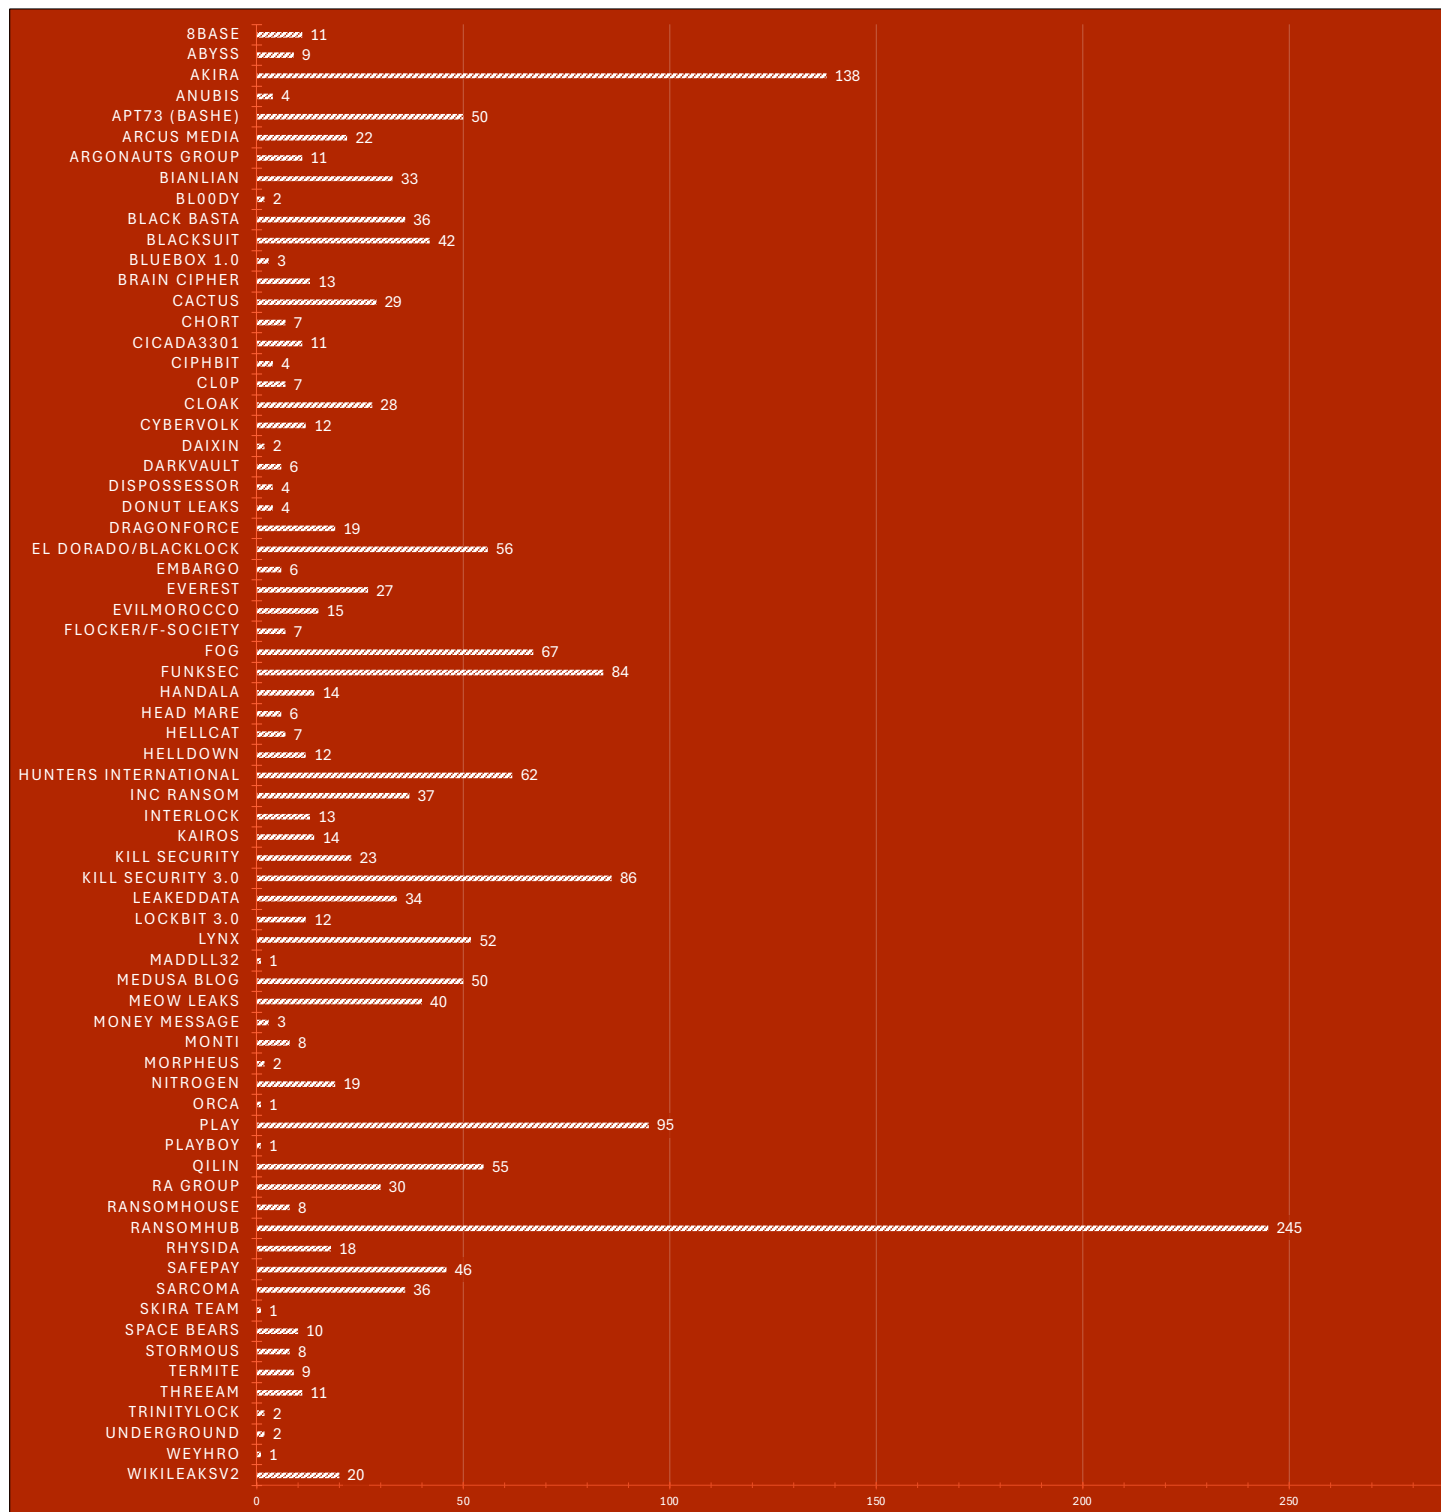 8BASE 11
ABYSS 9
AKIRA 138
ANUBIS 4
APT73 (BASHE) 50
ARCUS MEDIA 22
ARGONAUTS GROUP 11
BIANLIAN 33
BL00DY 2
BLACK BASTA 36
BLACKSUIT 42
BLUEBOX 1.0 3
BRAIN CIPHER 13
CACTUS 29
CHORT 7
CICADA3301 11
CIPHBIT 4
CL0P 7
CLOAK 28
CYBERVOLK 12
DAIXIN 2
DARKVAULT 6
DISPOSSESSOR 4
DONUT LEAKS 4
DRAGONFORCE 19
EL DORADO/BLACKLOCK 56
EMBARGO 6
EVEREST 27
EVILMOROCCO 15
FLOCKER/F-SOCIETY 7
FOG 67
FUNKSEC 84
HANDALA 14
HEAD MARE 6
HELLCAT 7
HELLDOWN 12
HUNTERS INTERNATIONAL 62
INC RANSOM 37
INTERLOCK 13
KAIROS 14
KILL SECURITY 23
KILL SECURITY 3.0 86
LEAKEDDATA 34
LOCKBIT 3.0 12
LYNX 52
MADDLL32 1
MEDUSA BLOG 50
MEOW LEAKS 40
MONEY MESSAGE 3
MONTI 8
MORPHEUS 2
NITROGEN 19
ORCA 1
PLAY 95
PLAYBOY 1
QILIN 55
RA GROUP 30
RANSOMHOUSE 8
RANSOMHUB 245
RHYSIDA 18
SAFEPAY 46
SARCOMA 36
SKIRA TEAM 1
SPACE BEARS 10
STORMOUS 8
TERMITE 9
THREEAM 11
TRINITYLOCK 2
UNDERGROUND 2
WEYHRO 1
WIKILEAKSV2 20
0 50 100 150 200 250